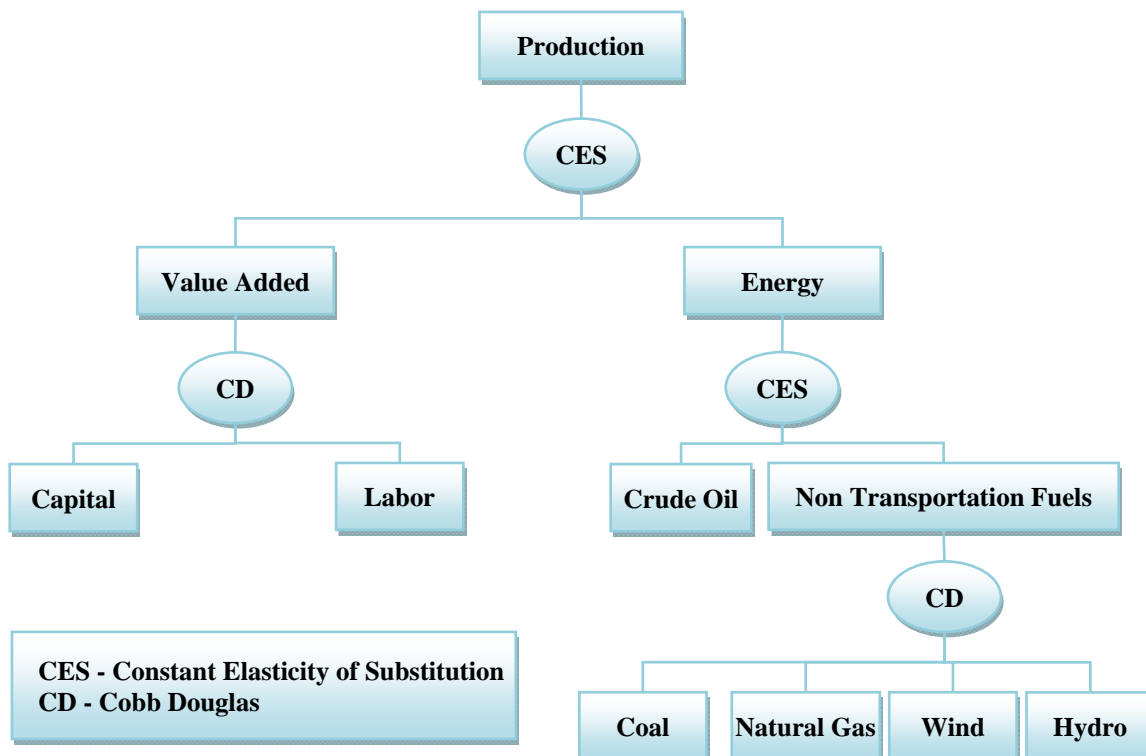 Production
CES
Value Added
Energy
CD
CES
Capital
Labor
Crude Oil
Non Transportation Fuels
CD
CES - Constant Elasticity of Substitution
CD - Cobb Douglas
Coal
Natural Gas
Wind
Hydro